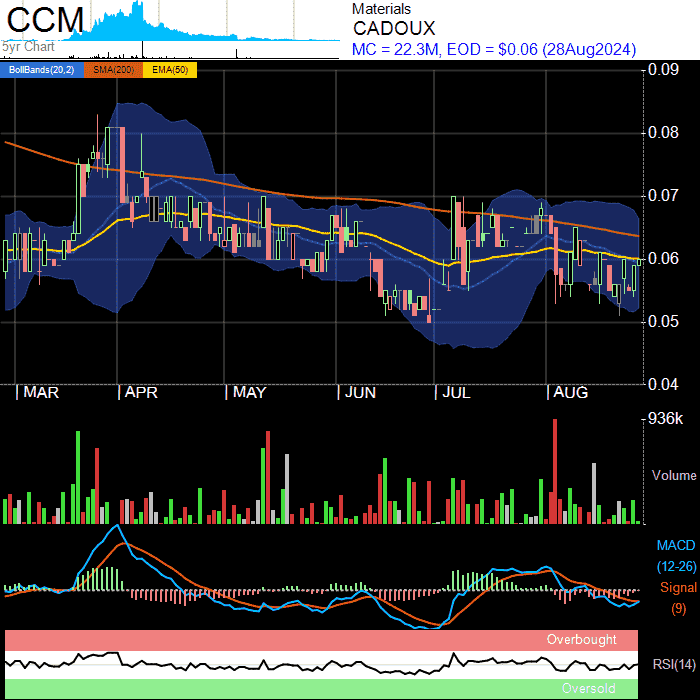 CCM
5yr Chart
Materials
CADOUX
MC = 22.3M, EOD = $0.06 (28Aug2024)
BollBands(20,2) SMA(200) EMA(50)
0.09
0.08
0.07
0.06
0.05
0.04
| MAR | APR | MAY | JUN | JUL | AUG
936k
Volume
MACD
(12-26)
Signal
(9)
Overbought
RSI(14)
Oversold